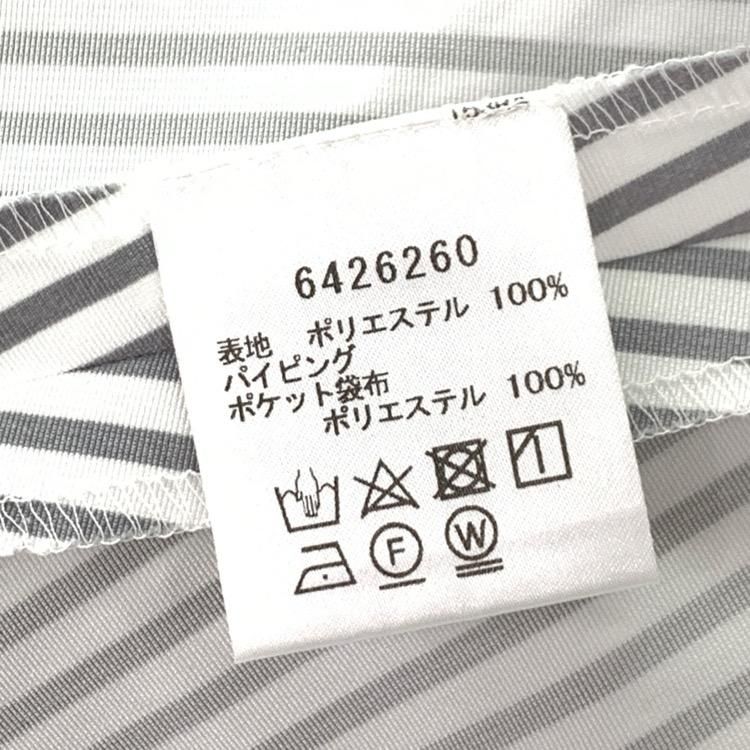 6426260
表地 ポリエステル 100%
パイピング
ポケット袋布
ポリエステル 100%
F W